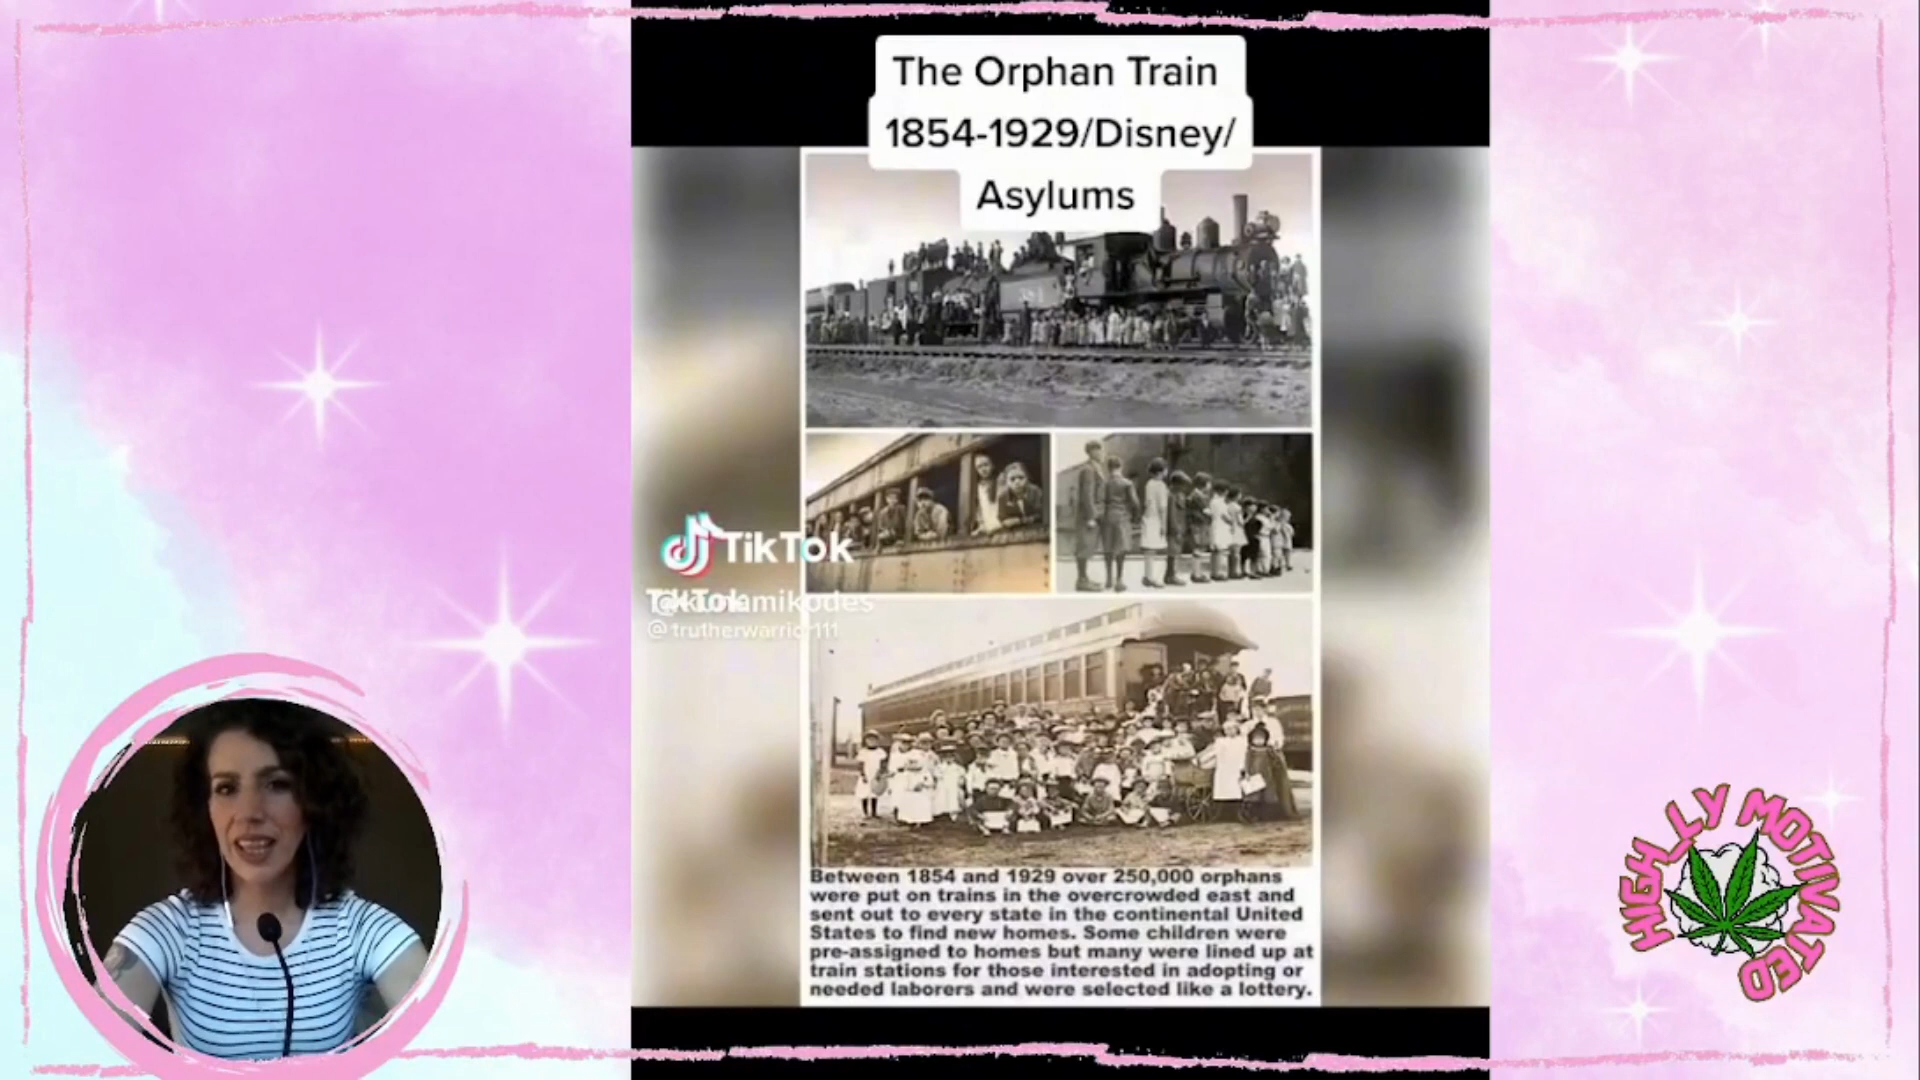 The Orphan Train
1854-1929/Disney/
Asylums
TikTok
TikTok
@trutherwarrior111
Between 1854 and 1929 over 250,000 orphans
were put on trains in the overcrowded east and
sent out to every state in the continental United
States to find new homes. Some children were
pre-assigned to homes but many were lined up at
train stations for those interested in adopting or
needed laborers and were selected like a lottery.
HIGHLY MOTIVATED